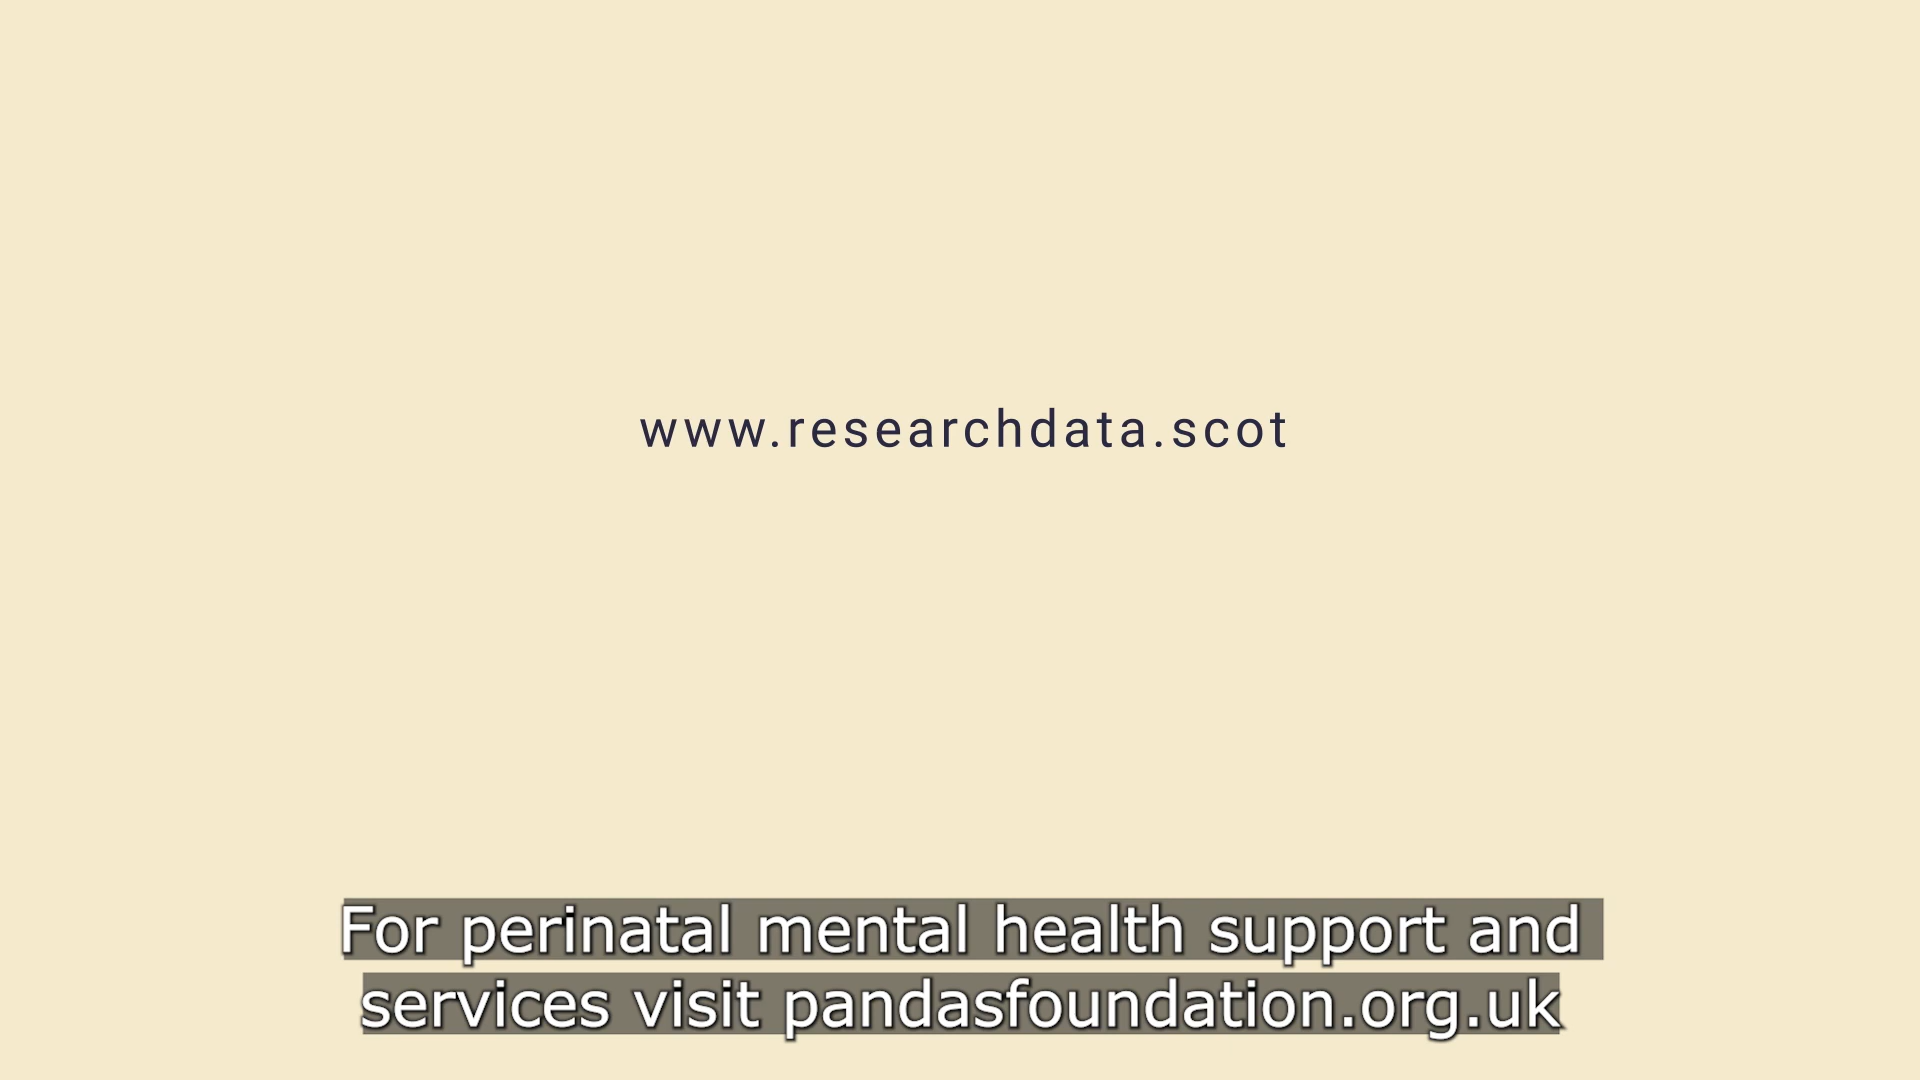 www.researchdata.scot
For perinatal mental health support and
services visit pandasfoundation.org.uk